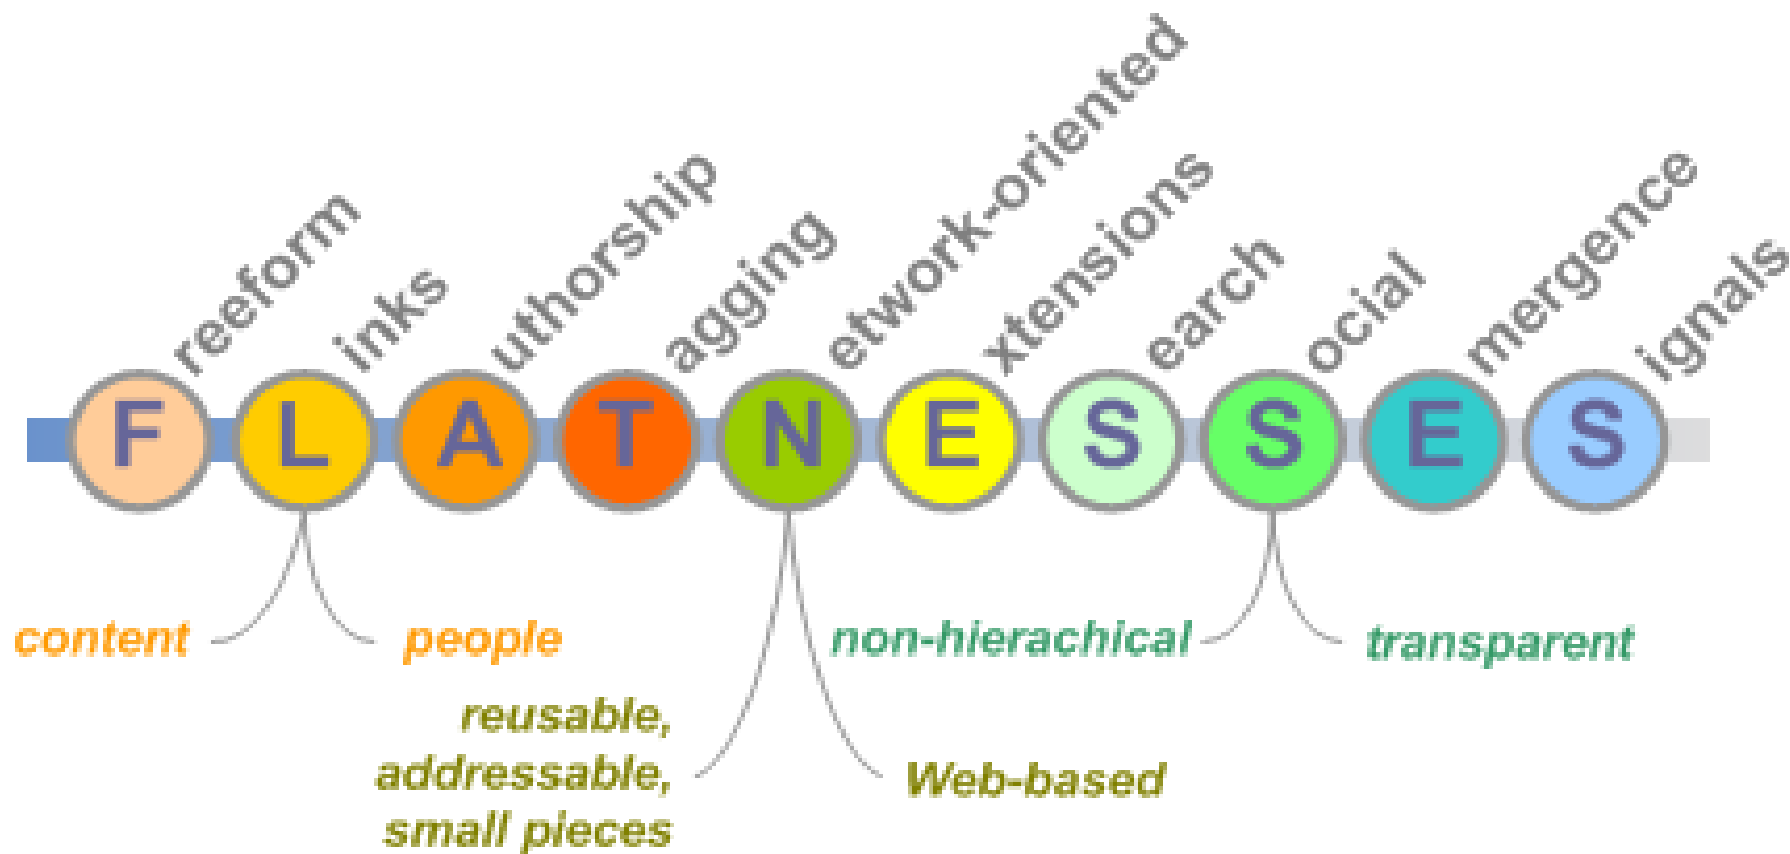 reeform
inks
uthorship
agging
etwork-oriented
xtensions
earch
ocial
mergence
ignals
F L A T N E S S E S
content
people
non-hierachical
transparent
reusable,
addressable,
small pieces
Web-based